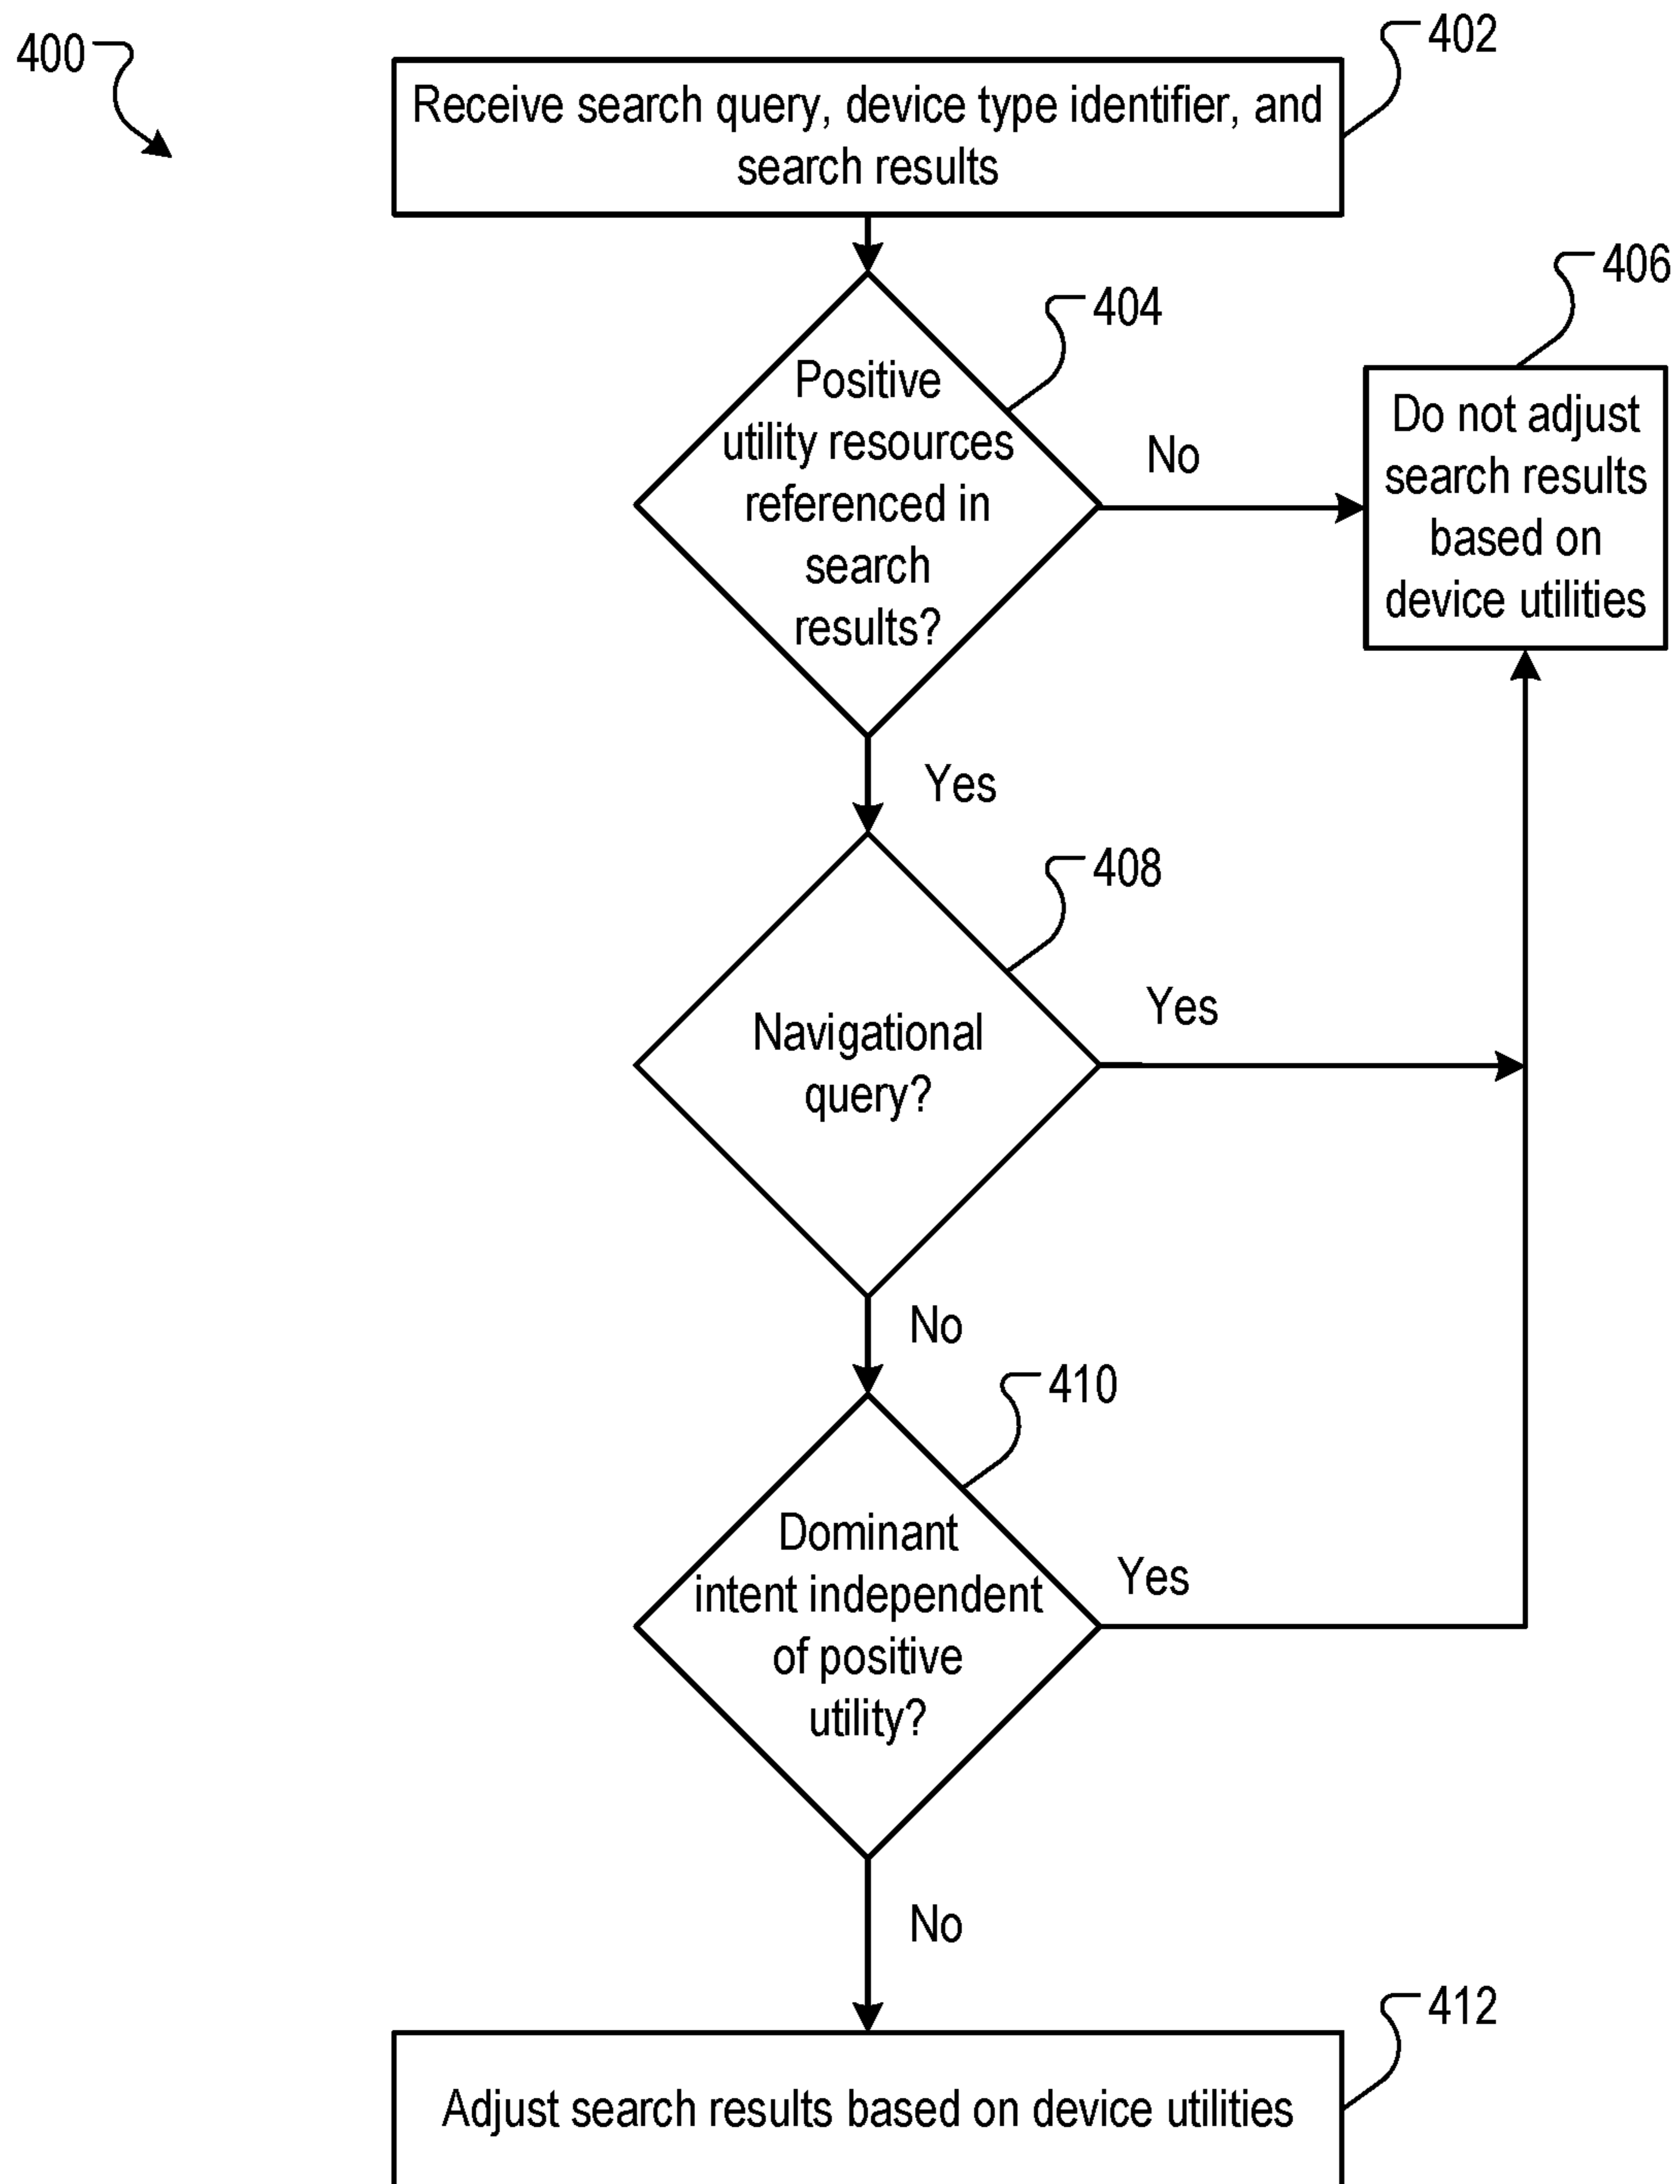 400
402
Receive search query, device type identifier, and
search results
404
Positive
utility resources
referenced in
search
results?
No
406
Do not adjust
search results
based on
device utilities
Yes
408
Navigational
query?
Yes
No
410
Dominant
intent independent
of positive
utility?
Yes
No
412
Adjust search results based on device utilities